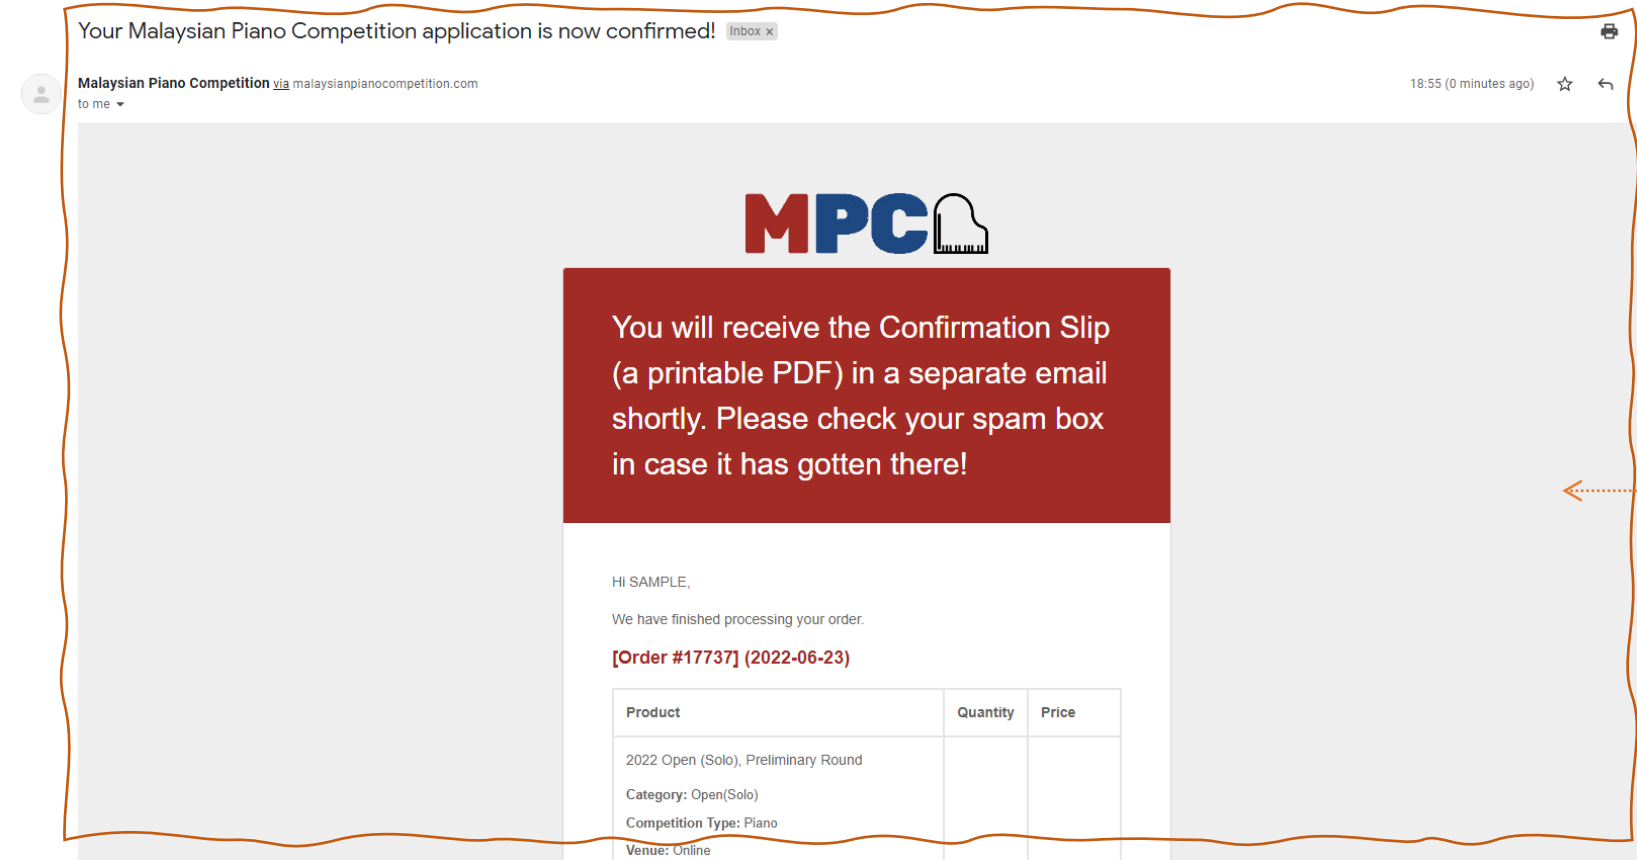 Your Malaysian Piano Competition application is now confirmed! Inbox x
Malaysian Piano Competition via malaysianpianocompetition.com
18:55 (0 minutes ago)
to me
MPC
You will receive the Confirmation Slip
(a printable PDF) in a separate email
shortly. Please check your spam box
in case it has gotten there!
Hi SAMPLE,
We have finished processing your order.
[Order #17737] (2022-06-23)
Product Quantity Price
2022 Open (Solo), Preliminary Round
Category: Open(Solo)
Competition Type: Piano
Venue: Online